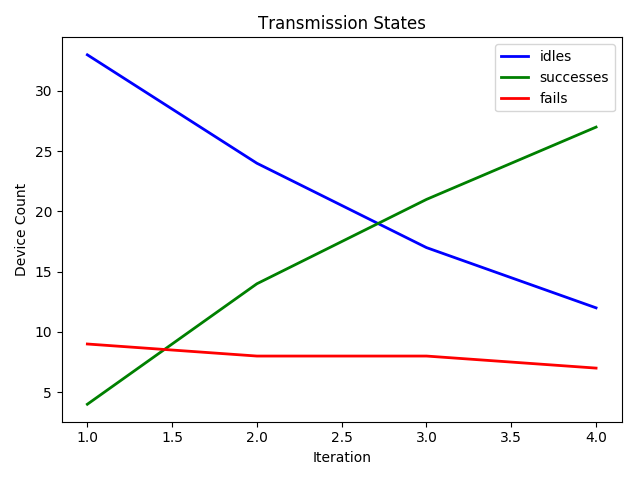 Transmission States
idles
successes
fails
Device Count
30
25
20
15
10
5
1.0 1.5 2.0 2.5 3.0 3.5 4.0
Iteration